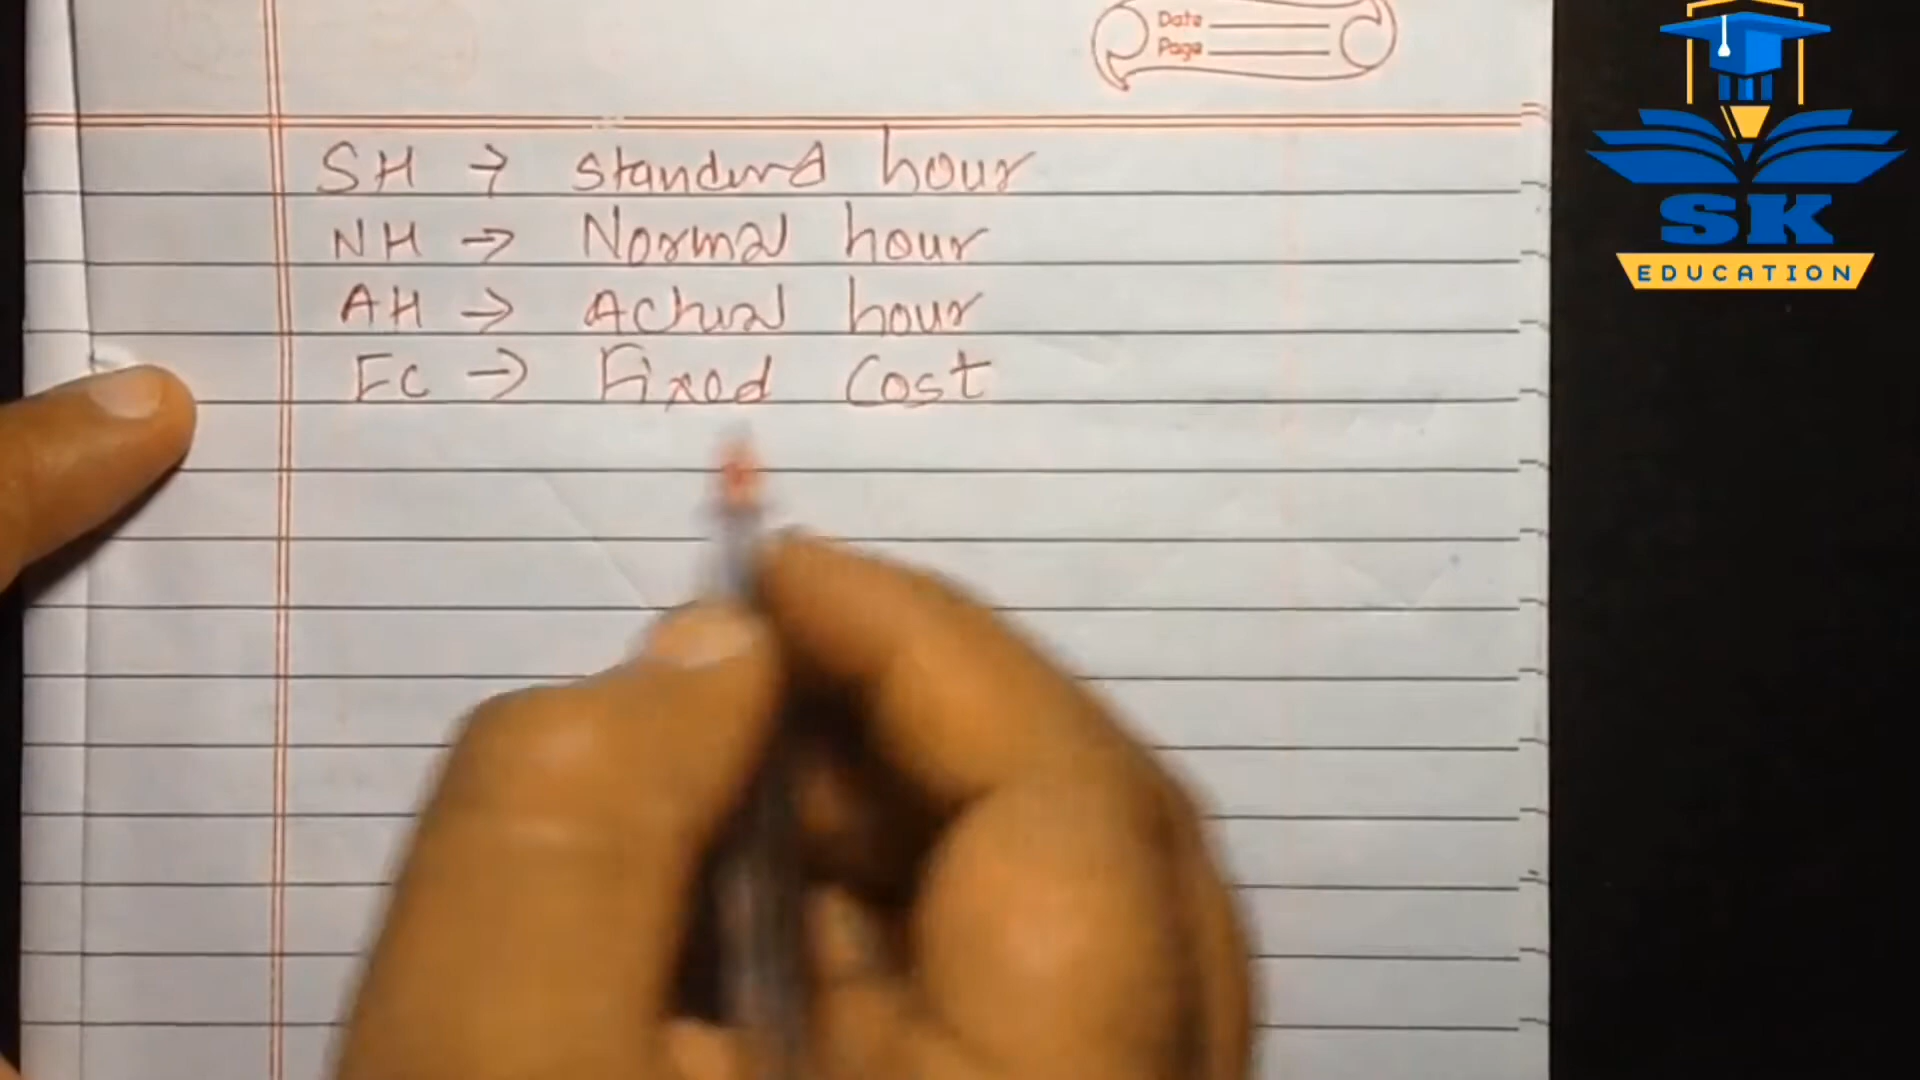 Date
Page
SH → Standard hour
NH → Normal hour
AH → Actual hour
FC → Fixed Cost
SK
EDUCATION